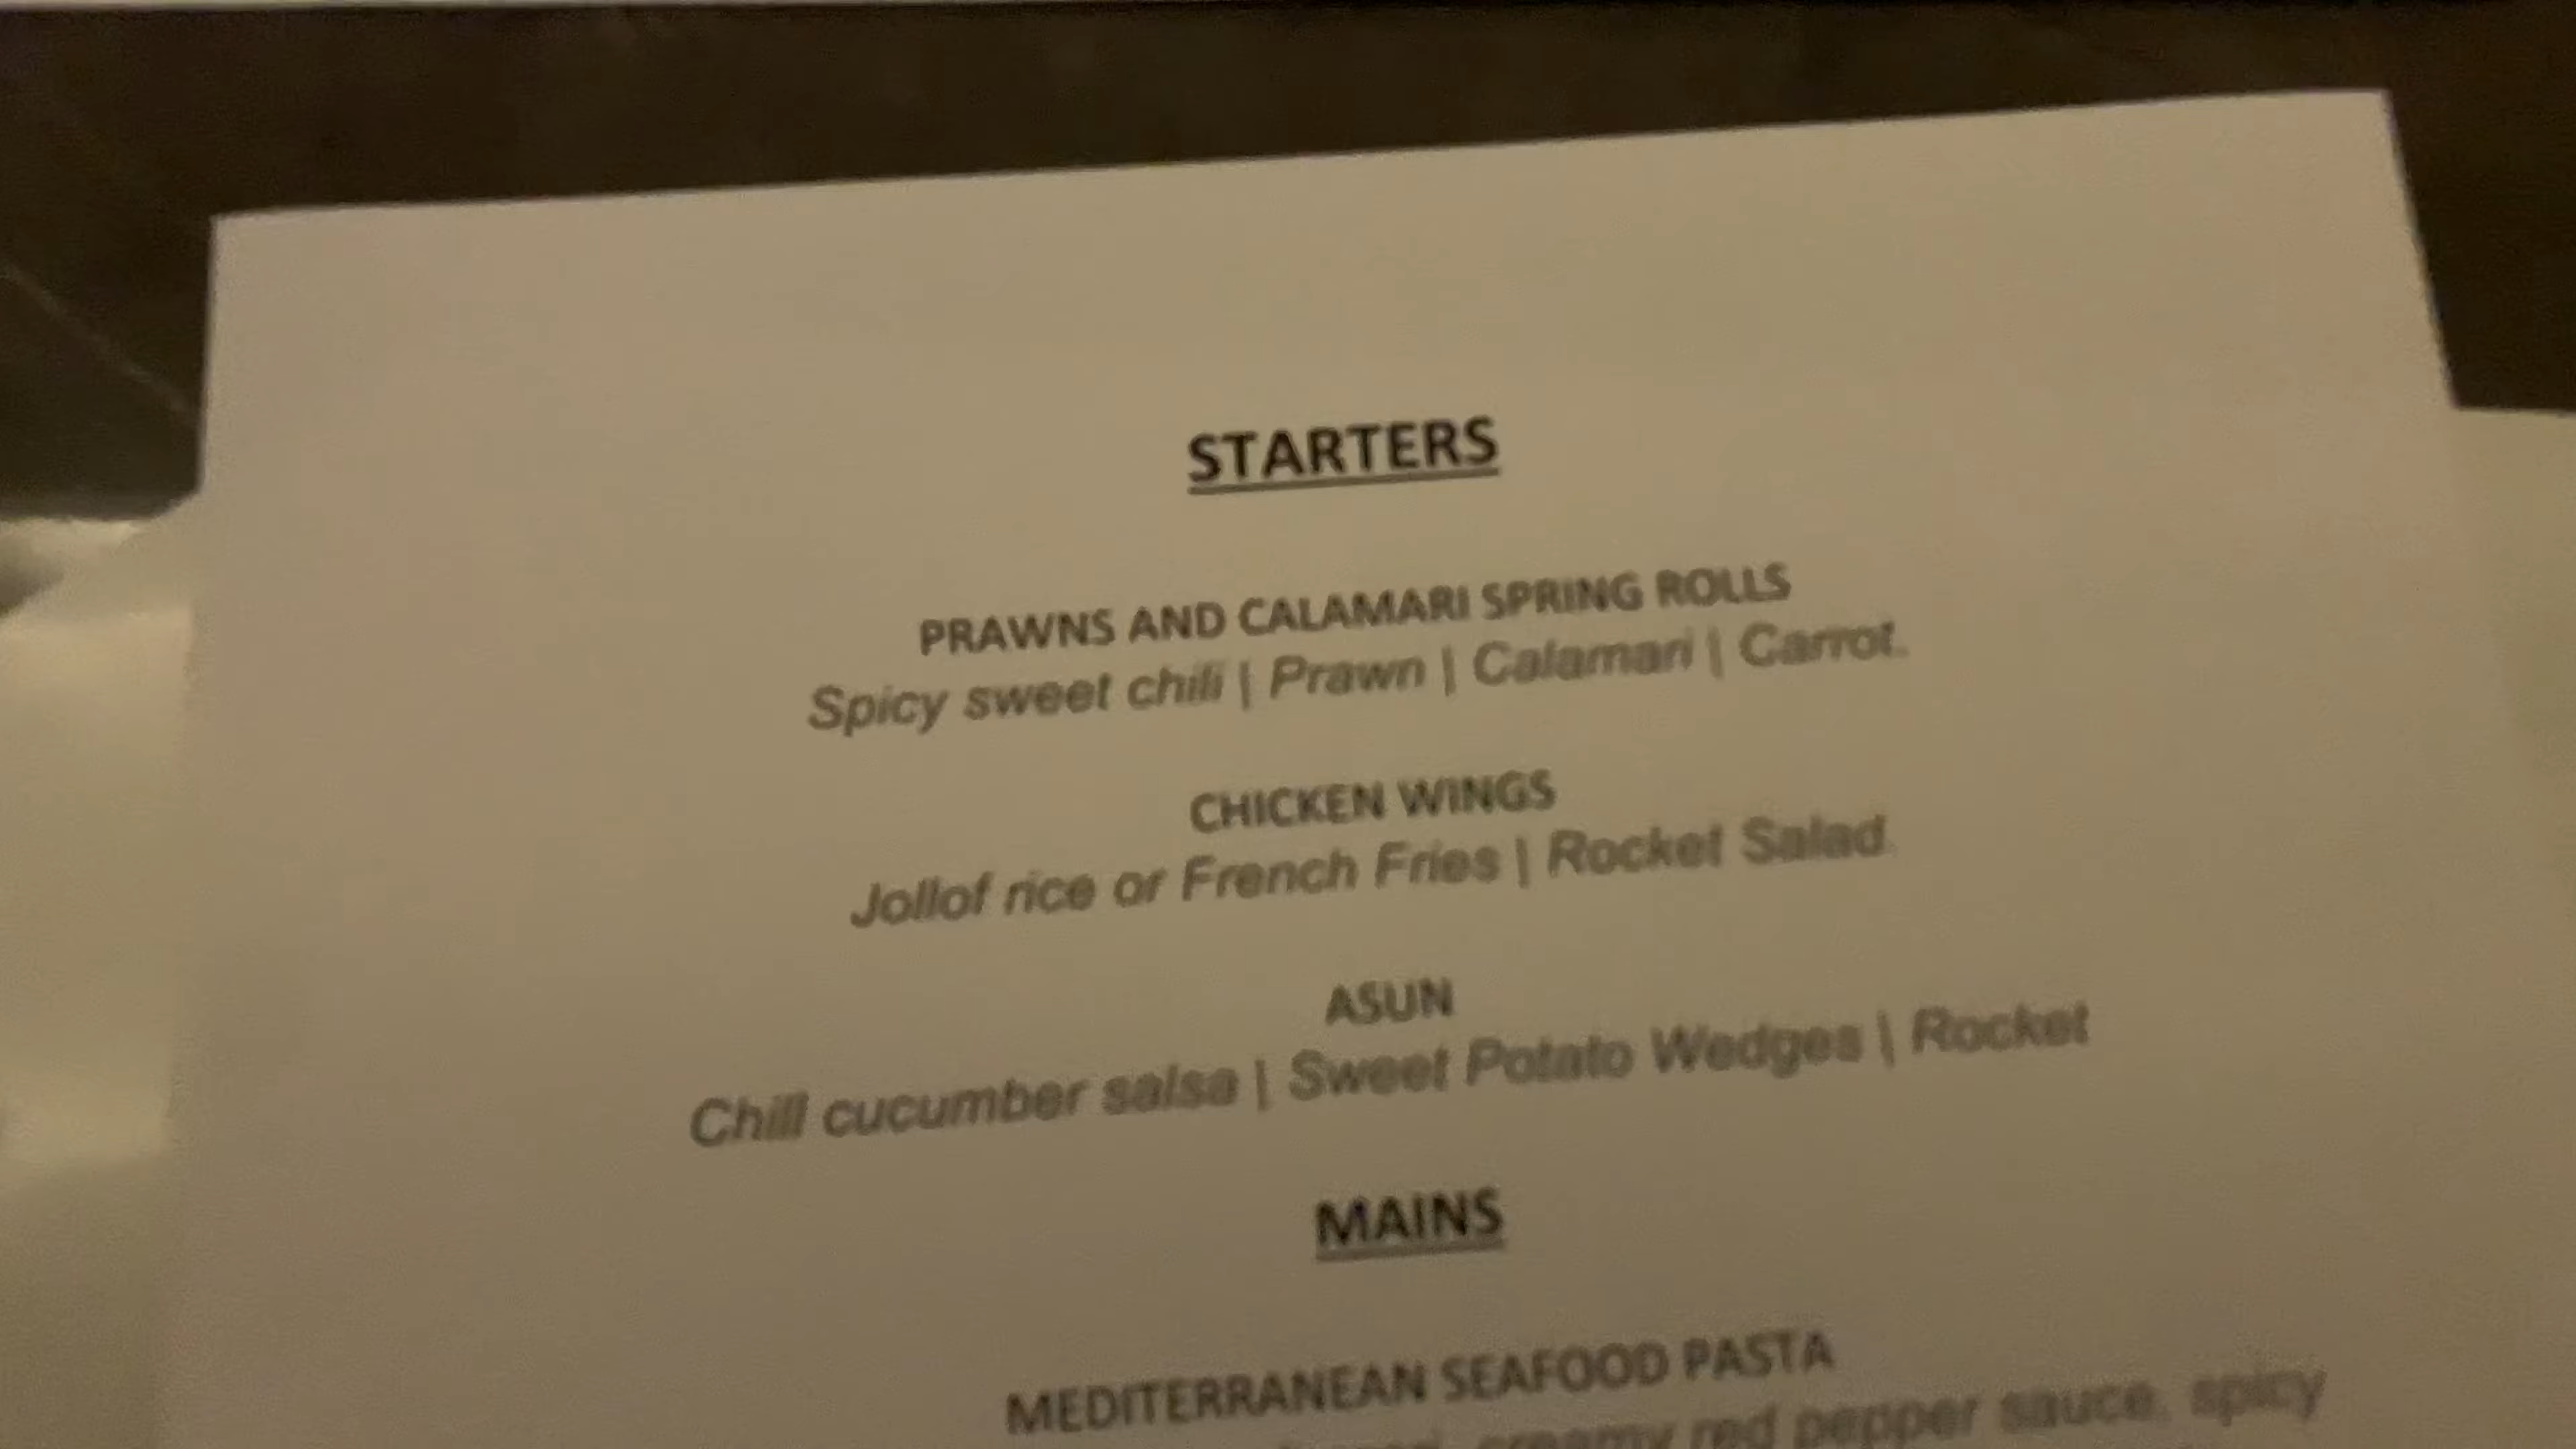 STARTERS
PRAWNS AND CALAMARI SPRING ROLLS
Spicy sweet chili | Prawn | Calamari | Carrot.
CHICKEN WINGS
Jollof rice or French Fries | Rocket Salad
ASUN
Chill cucumber salsa | Sweet Potato Wedges | Rocket
MAINS
MEDITERRANEAN SEAFOOD PASTA
creamy red pepper sauce, spicy